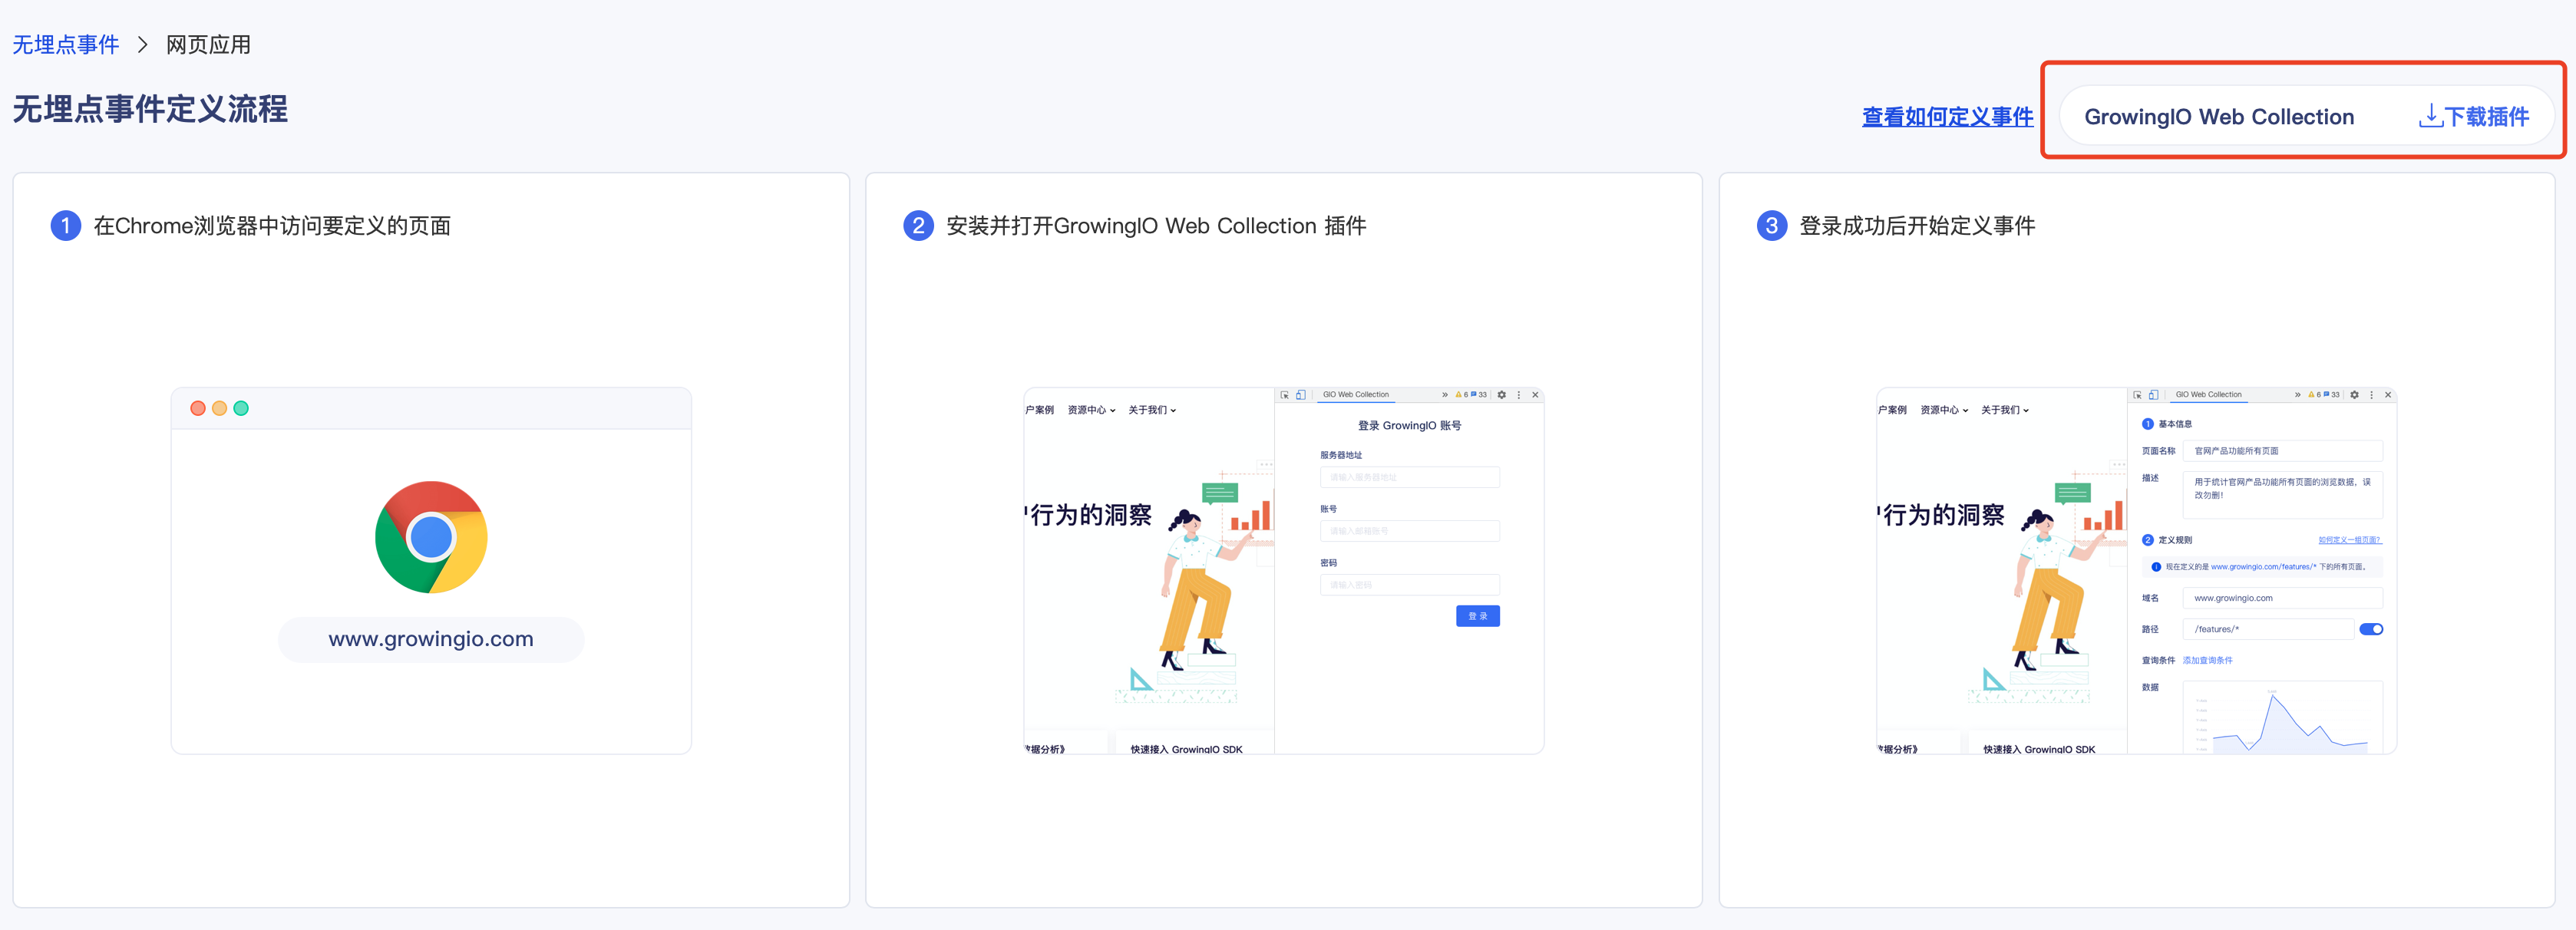 无埋点事件 > 网页应用
无埋点事件定义流程
查看如何定义事件
GrowingIO Web Collection
下载插件
1 在Chrome浏览器中访问要定义的页面
www.growingio.com
2 安装并打开GrowingIO Web Collection 插件
户案例 资源中心 关于我们
行为的洞察
数据分析》
快速接入 GrowingIO SDK
GIO Web Collection
6 33
登录 GrowingIO 账号
服务器地址
请输入服务器地址
账号
请输入邮箱账号
密码
请输入密码
登 录
3 登录成功后开始定义事件
户案例 资源中心 关于我们
行为的洞察
数据分析》
快速接入 GrowingIO SDK
GIO Web Collection
6 33
1 基本信息
页面名称 官网产品功能所有页面
描述 用于统计官网产品功能所有页面的浏览数据，误
改勿删！
2 定义规则 如何定义一组页面?
现在定义的是 www.growingio.com/features/* 下的所有页面。
域名 www.growingio.com
路径 /features/*
查询条件 添加查询条件
数据